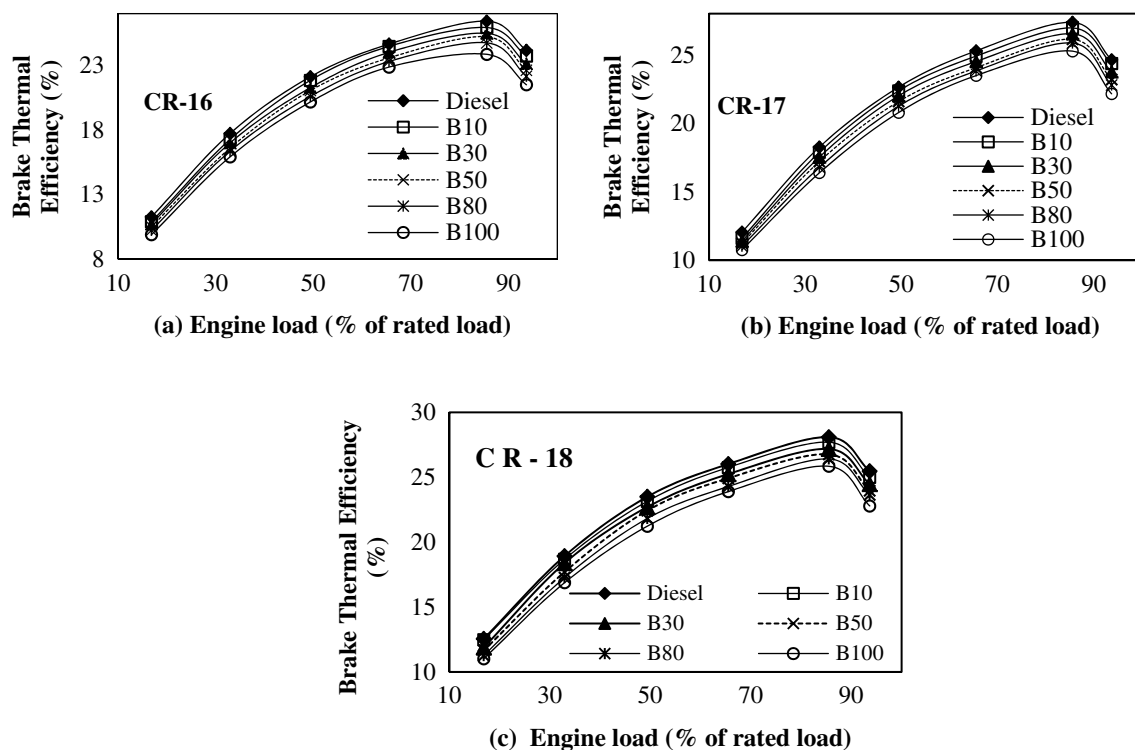 Brake Thermal
Efficiency (%)
23
18
13
8
CR-16
Diesel
B10
B30
B50
B80
B100
10 30 50 70 90
(a) Engine load (% of rated load)
Brake Thermal
Efficiency (%)
25
20
15
10
CR-17
Diesel
B10
B30
B50
B80
B100
10 30 50 70 90
(b) Engine load (% of rated load)
Brake Thermal Efficiency
(%)
30
25
20
15
10
C R - 18
Diesel B10
B30 B50
B80 B100
10 30 50 70 90
(c) Engine load (% of rated load)